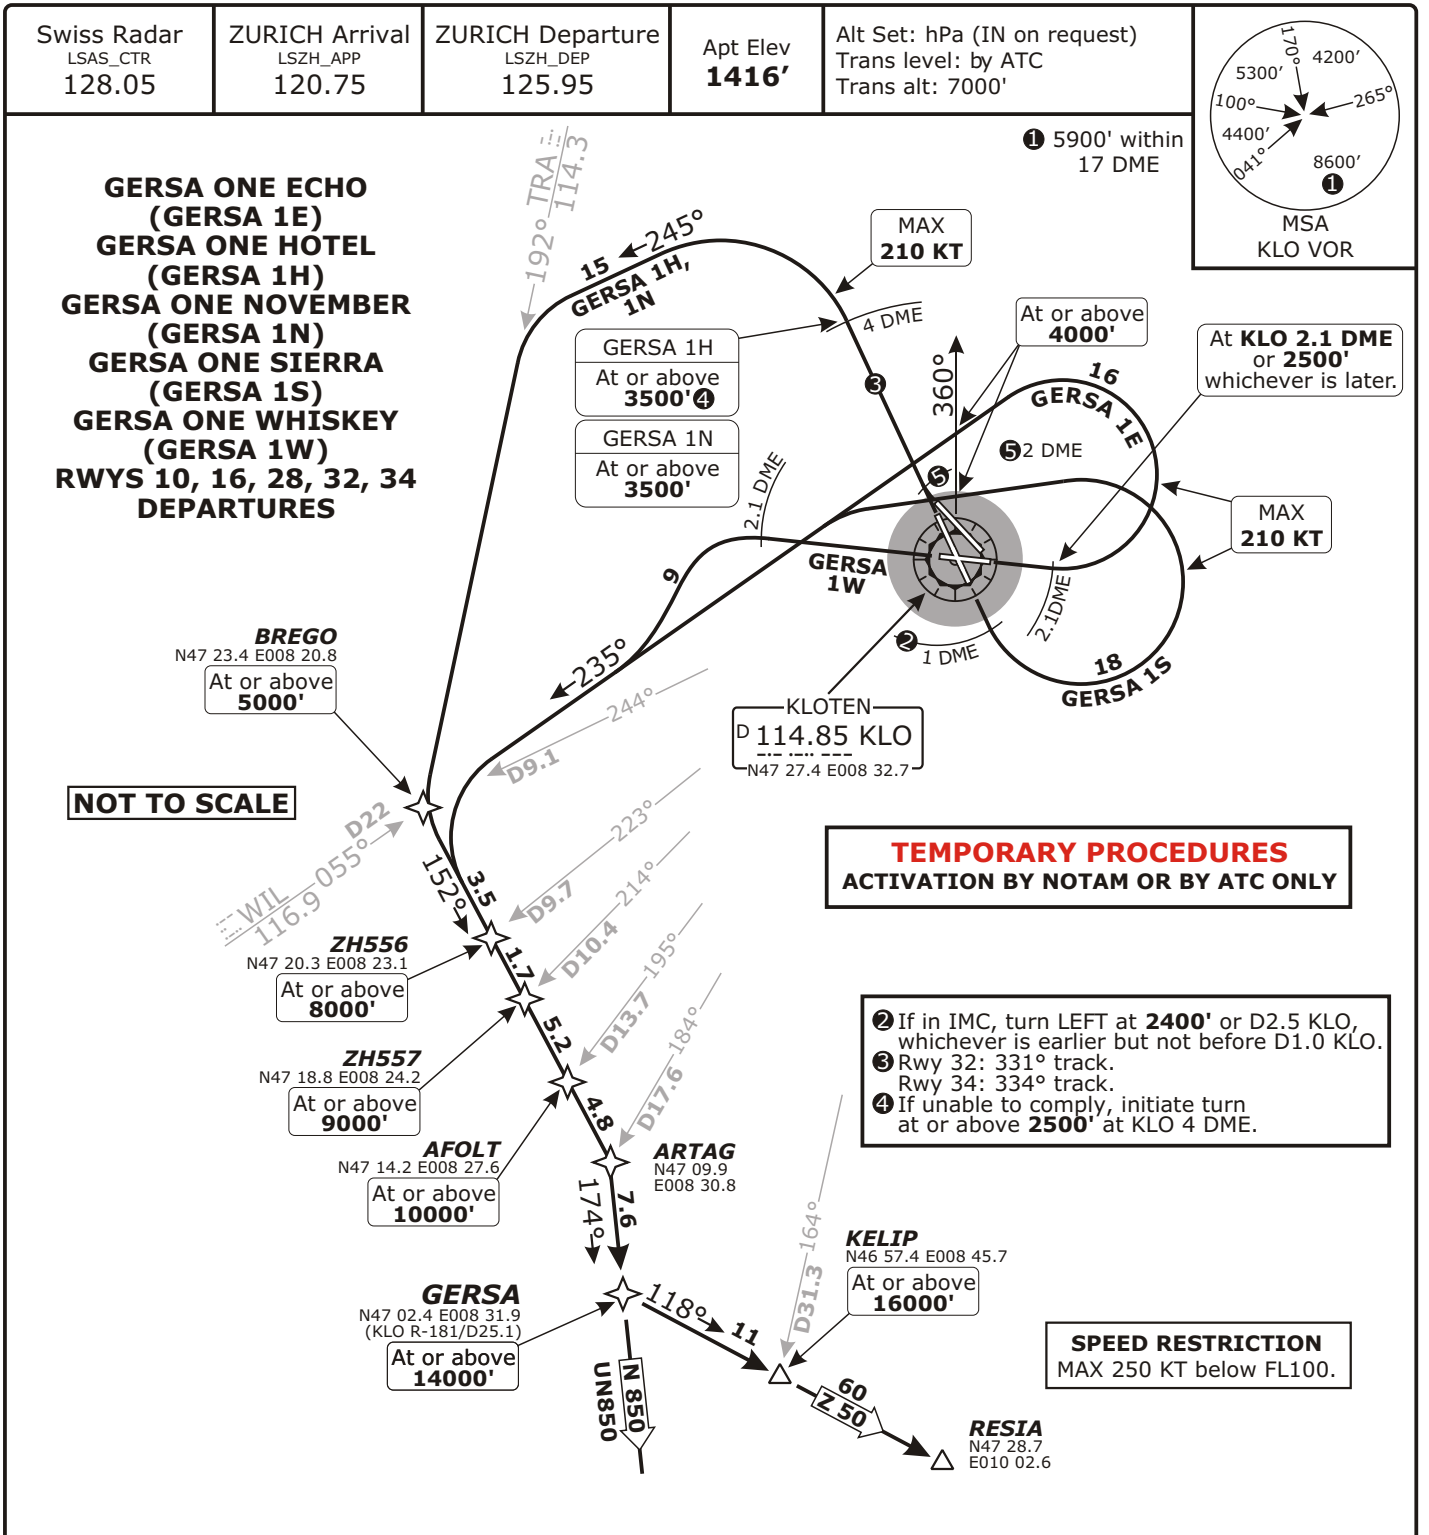 Swiss Radar
LSAS_CTR
128.05
ZURICH Arrival
LSZH_APP
120.75
ZURICH Departure
LSZH_DEP
125.95
Apt Elev
1416’
Alt Set: hPa (IN on request)
Trans level: by ATC
Trans alt: 7000'
170°
4200’
5300’
100°
265°
4400’
041°
8600’
1
MSA
KLO VOR
1 5900' within
17 DME
GERSA ONE ECHO
(GERSA 1E)
GERSA ONE HOTEL
(GERSA 1H)
GERSA ONE NOVEMBER
(GERSA 1N)
GERSA ONE SIERRA
(GERSA 1S)
GERSA ONE WHISKEY
(GERSA 1W)
RWYS 10, 16, 28, 32, 34
DEPARTURES
192° TRA
114.3
245°
15
GERSA 1H,
1N
MAX
210 KT
4 DME
At or above
4000'
At KLO 2.1 DME
or 2500'
whichever is later.
GERSA 1H
At or above
3500'4
GERSA 1N
At or above
3500'
3
360°
16
GERSA 1E
5 2 DME
5
2.1 DME
MAX
210 KT
GERSA
1W
9
2.1DME
2
1 DME
18
GERSA 1S
235°
244°
D9.1
KLOTEN
D 114.85 KLO
N47 27.4 E008 32.7
BREGO
N47 23.4 E008 20.8
At or above
5000'
NOT TO SCALE
D22
WIL 055°
116.9
152°
3.5
223°
D9.7
214°
D10.4
195°
D13.7
184°
D17.6
TEMPORARY PROCEDURES
ACTIVATION BY NOTAM OR BY ATC ONLY
ZH556
N47 20.3 E008 23.1
At or above
8000'
1.7
ZH557
N47 18.8 E008 24.2
At or above
9000'
5.2
AFOLT
N47 14.2 E008 27.6
At or above
10000'
4.8
ARTAG
N47 09.9
E008 30.8
2 If in IMC, turn LEFT at 2400' or D2.5 KLO,
whichever is earlier but not before D1.0 KLO.
3 Rwy 32: 331° track.
Rwy 34: 334° track.
4 If unable to comply, initiate turn
at or above 2500' at KLO 4 DME.
174°
7.6
164°
D31.3
KELIP
N46 57.4 E008 45.7
At or above
16000'
GERSA
N47 02.4 E008 31.9
(KLO R-181/D25.1)
At or above
14000'
118°
11
N 850
UN850
60
Z 50
RESIA
N47 28.7
E010 02.6
SPEED RESTRICTION
MAX 250 KT below FL100.